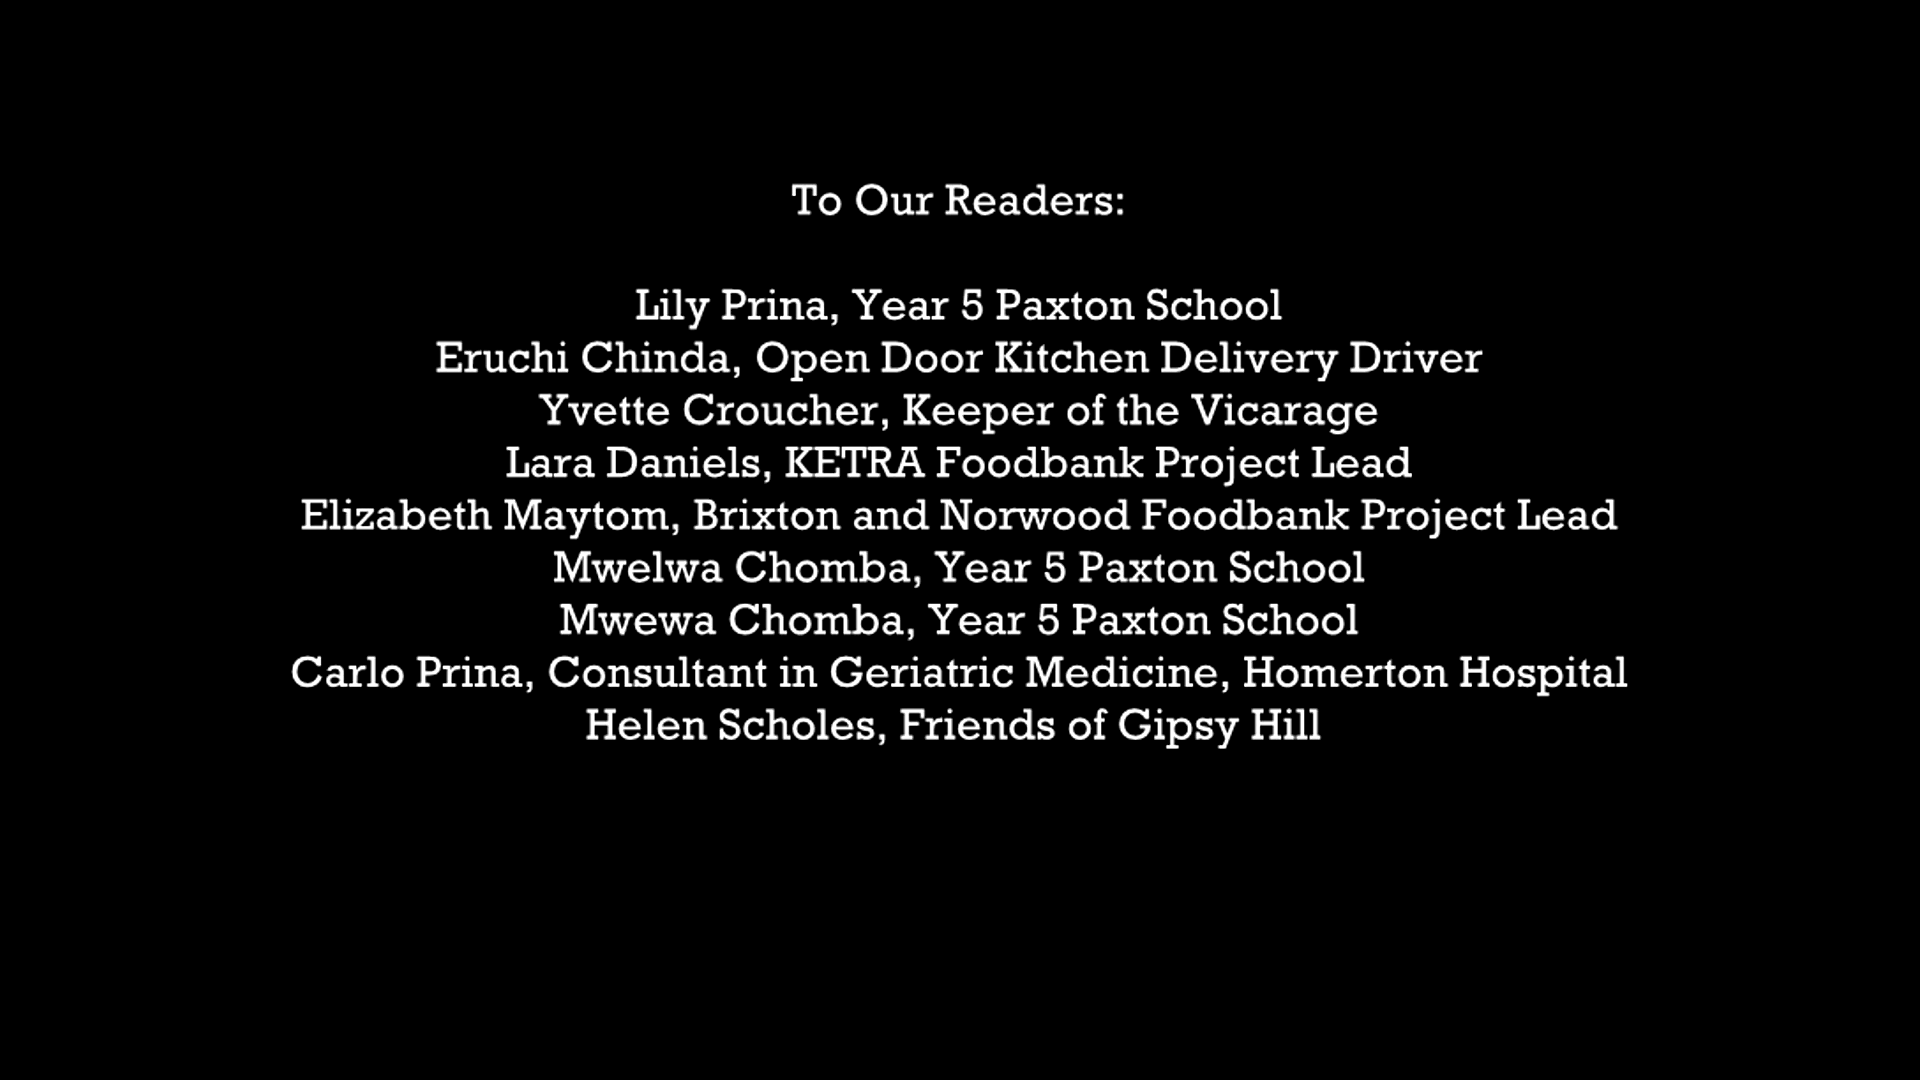 To Our Readers:
Lily Prina, Year 5 Paxton School
Eruchi Chinda, Open Door Kitchen Delivery Driver
Yvette Croucher, Keeper of the Vicarage
Lara Daniels, KETRA Foodbank Project Lead
Elizabeth Maytom, Brixton and Norwood Foodbank Project Lead
Mwelwa Chomba, Year 5 Paxton School
Mwewa Chomba, Year 5 Paxton School
Carlo Prina, Consultant in Geriatric Medicine, Homerton Hospital
Helen Scholes, Friends of Gipsy Hill